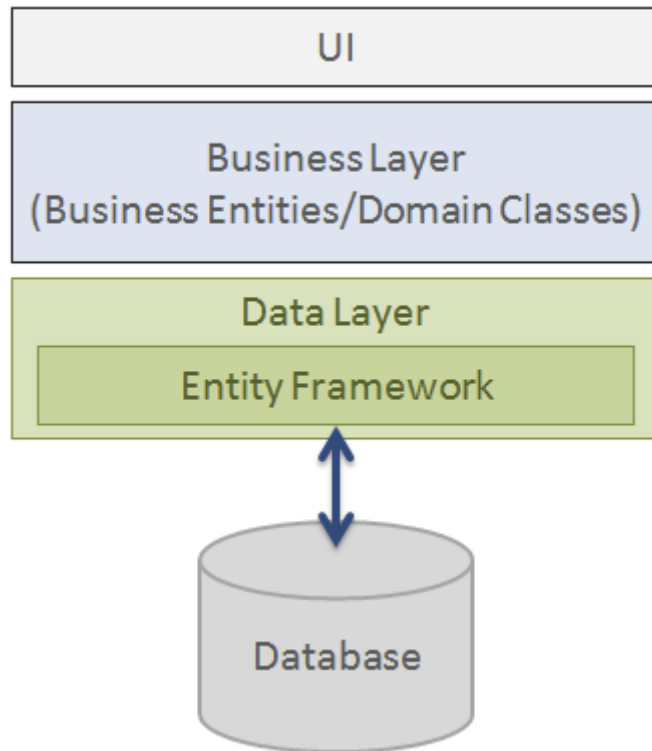 UI
Business Layer
(Business Entities/Domain Classes)
Data Layer
Entity Framework
Database